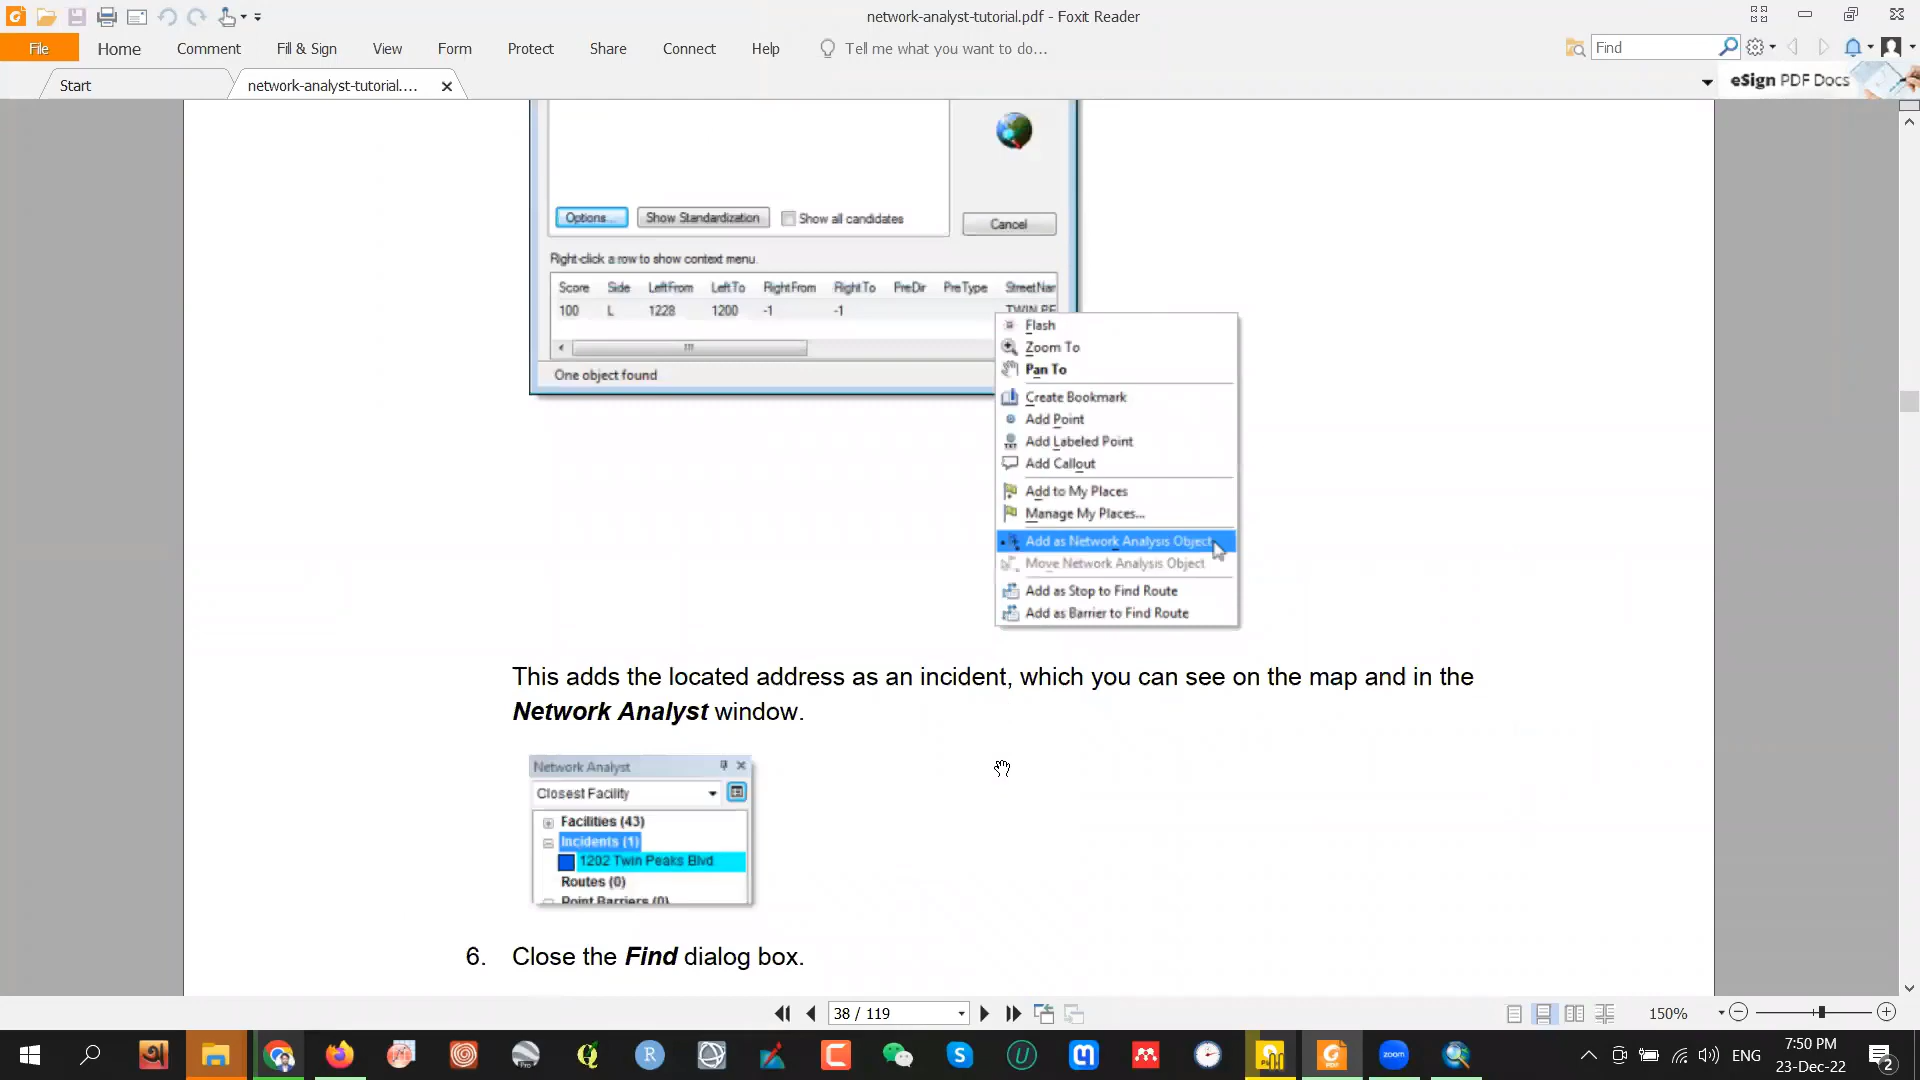 network-analyst-tutorial.pdf - Foxit Reader
File Home Comment Fill & Sign View Form Protect Share Connect Help Tell me what you want to do... Find
Start network-analyst-tutorial.... eSign PDF Docs
Options... Show Standardization Show all candidates Cancel
Right-click a row to show context menu.
Score Side LeftFrom LeftTo RightFrom RightTo PreDir PreType StreetNar
100 L 1228 1200 -1 -1 TWIN PE
One object found
Flash
Zoom To
Pan To
Create Bookmark
Add Point
Add Labeled Point
Add Callout
Add to My Places
Manage My Places...
Add as Network Analysis Object
Move Network Analysis Object
Add as Stop to Find Route
Add as Barrier to Find Route
This adds the located address as an incident, which you can see on the map and in the
Network Analyst window.
Network Analyst
Closest Facility
Facilities (43)
Incidents (1)
1202 Twin Peaks Blvd
Routes (0)
Point Barriers (0)
6. Close the Find dialog box.
38 / 119 150%
zoom ENG 7:50 PM
23-Dec-22 2